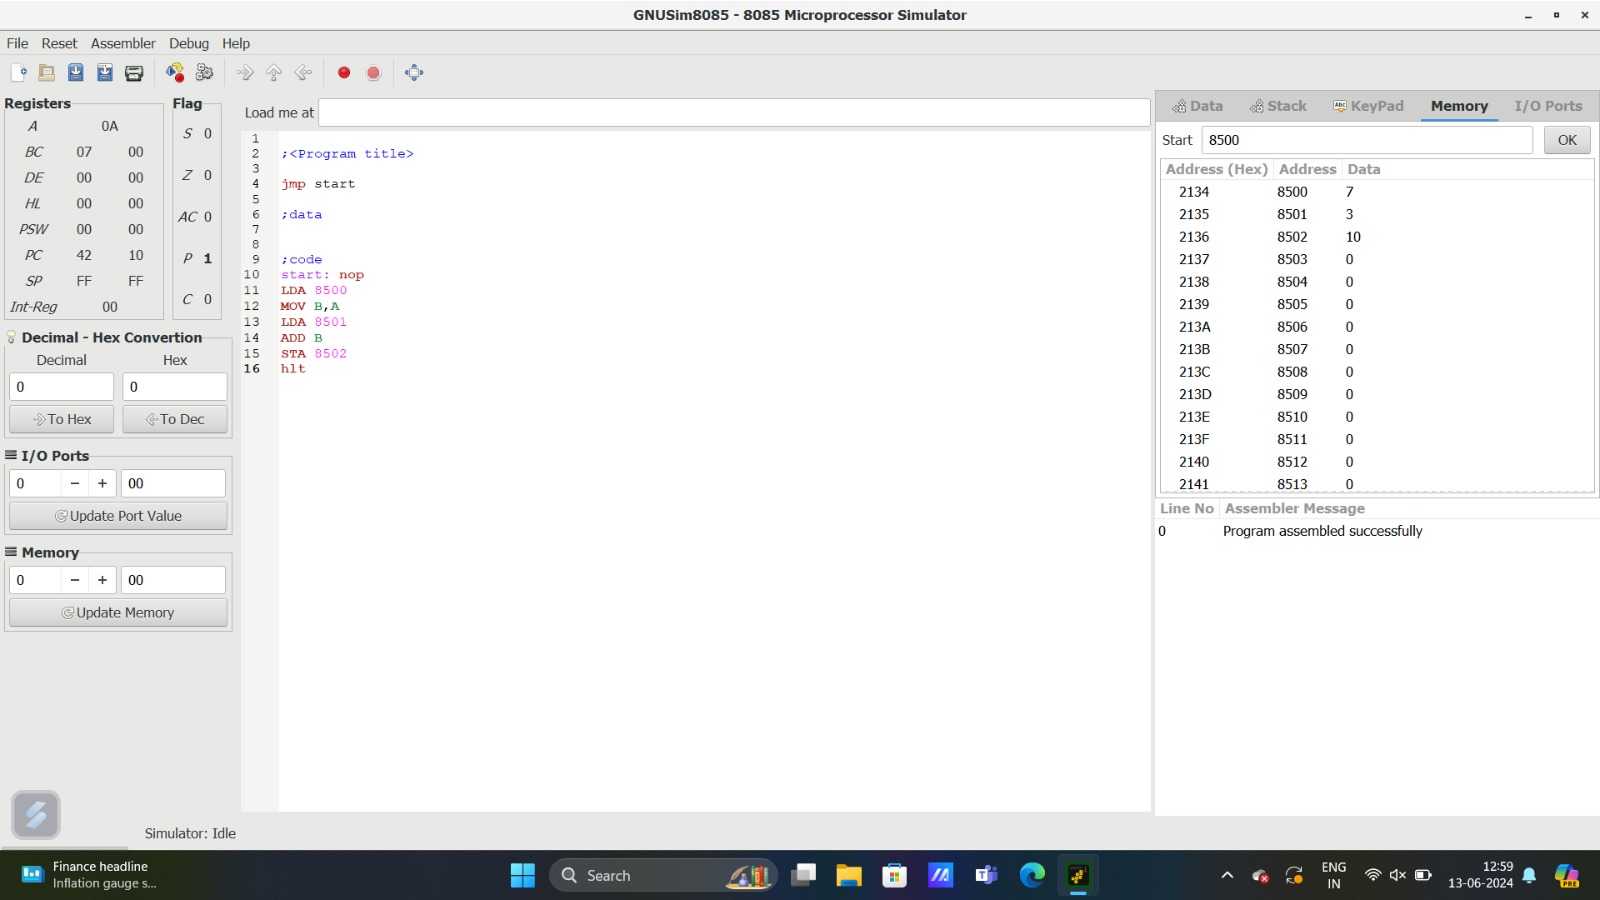 GNUSim8085 - 8085 Microprocessor Simulator
File Reset Assembler Debug Help
Registers
A 0A
BC 07 00
DE 00 00
HL 00 00
PSW 00 00
PC 42 10
SP FF FF
Int-Reg 00
Flag
S 0
Z 0
AC 0
P 1
C 0
Decimal - Hex Convertion
Decimal Hex
0 0
To Hex To Dec
I/O Ports
0 - + 00
Update Port Value
Memory
0 - + 00
Update Memory
Simulator: Idle
Load me at
1
2 ;<Program title>
3
4 jmp start
5
6 ;data
7
8
9 ;code
10 start: nop
11 LDA 8500
12 MOV B,A
13 LDA 8501
14 ADD B
15 STA 8502
16 hlt
Data Stack Abc KeyPad Memory I/O Ports
Start 8500 OK
Address (Hex) Address Data
2134 8500 7
2135 8501 3
2136 8502 10
2137 8503 0
2138 8504 0
2139 8505 0
213A 8506 0
213B 8507 0
213C 8508 0
213D 8509 0
213E 8510 0
213F 8511 0
2140 8512 0
2141 8513 0
Line No Assembler Message
0 Program assembled successfully
Finance headline
Inflation gauge s...
Search
ENG
IN
12:59
13-06-2024
PRE